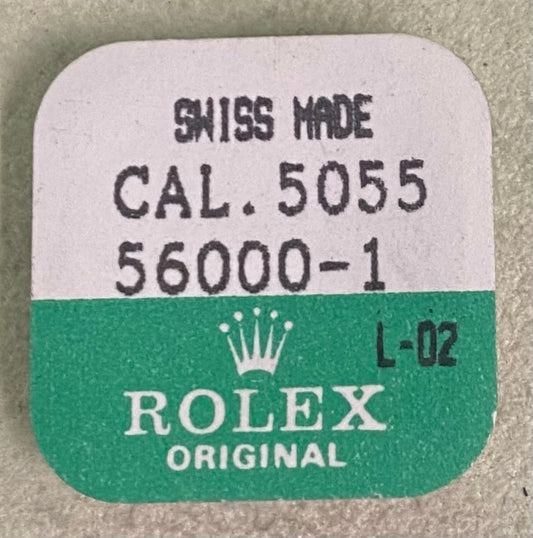 SWISS MADE
CAL. 5055
56000-1
L-02
ROLEX
ORIGINAL